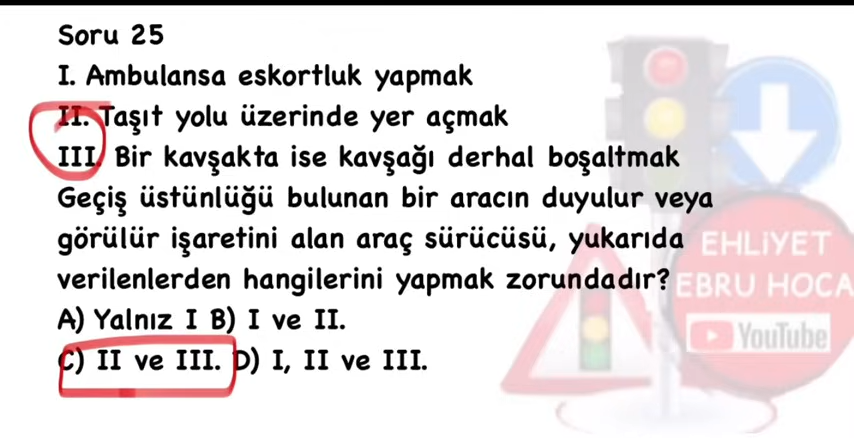 Soru 25
I. Ambulansa eskortluk yapmak
II. Taşıt yolu üzerinde yer açmak
III. Bir kavşakta ise kavşağı derhal boşaltmak
Geçiş üstünlüğü bulunan bir aracın duyulur veya
görülür işaretini alan araç sürücüsü, yukarıda
verilenlerden hangilerini yapmak zorundadır?
A) Yalnız I B) I ve II.
C) II ve III. D) I, II ve III.
EHLİYET
EBRU HOCA
YouTube